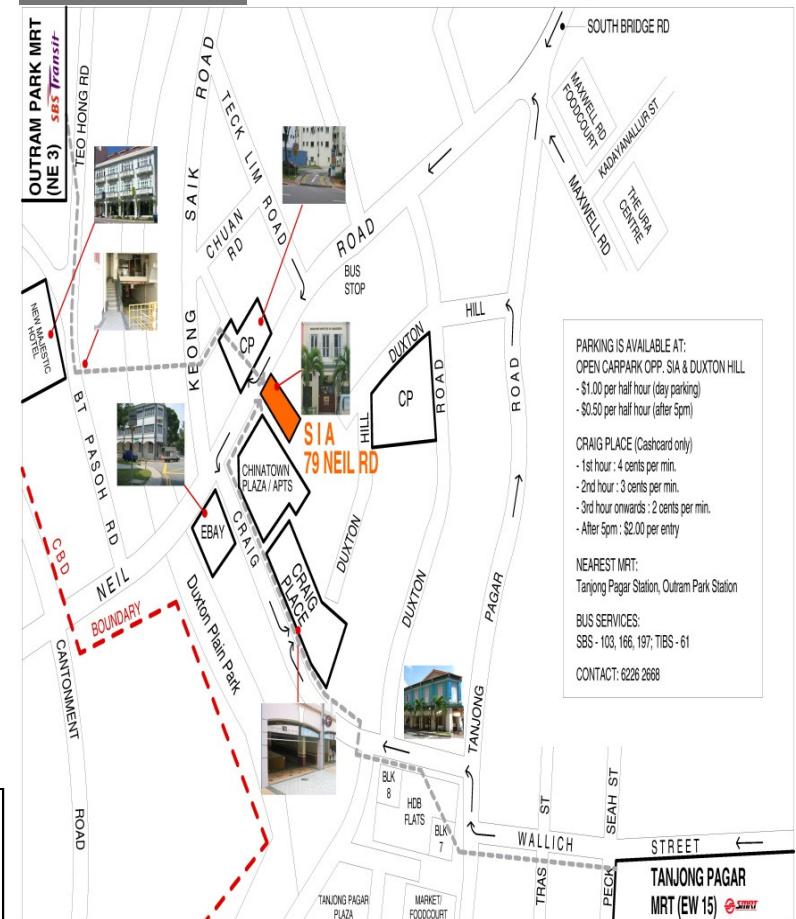 OUTRAM PARK MRT
(NE 3) SBS Transit
TEO HONG RD
KEONG SAIK ROAD
TECK LIM ROAD
CHUAN
RD
ROAD
BUS
STOP
SOUTH BRIDGE RD
MAXWELL RD
FOODCOURT
KADAYANALLUR ST
MAXWELL RD
THE URA
CENTRE
NEW MAJESTIC
HOTEL
BT PASOH RD
CP
SIA
79 NEIL RD
DUXTON
HILL
HILL
CP
ROAD
ROAD
CHINATOWN
PLAZA / APTS
EBAY
CRAIG
CRAIG
PLACE
DUXTON
DUXTON
PAGAR
TANJONG
CBD
BOUNDARY
NEIL
Duxton Plain Park
CANTONMENT
ROAD
PARKING IS AVAILABLE AT:
OPEN CARPARK OPP. SIA & DUXTON HILL
- $1.00 per half hour (day parking)
- $0.50 per half hour (after 5pm)
CRAIG PLACE (Cashcard only)
- 1st hour : 4 cents per min.
- 2nd hour : 3 cents per min.
- 3rd hour onwards : 2 cents per min.
- After 5pm : $2.00 per entry
NEAREST MRT:
Tanjong Pagar Station, Outram Park Station
BUS SERVICES:
SBS - 103, 166, 197; TIBS - 61
CONTACT: 6226 2668
BLK
8
HDB
FLATS
BLK
7
WALLICH STREET
TRAS ST
PECK SEAH ST
TANJONG PAGAR
PLAZA
MARKET/
FOODCOURT
TANJONG PAGAR
MRT (EW 15) SMRT